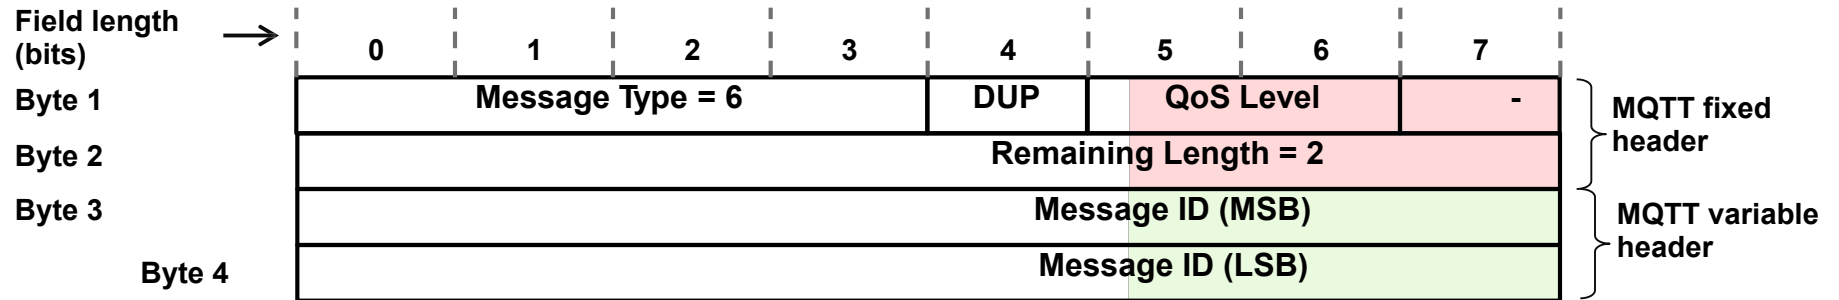 Field length
(bits)
0 1 2 3 4 5 6 7
Byte 1 Message Type = 6 DUP QoS Level -
Byte 2 Remaining Length = 2
MQTT fixed
header
Byte 3 Message ID (MSB)
Byte 4 Message ID (LSB)
MQTT variable
header